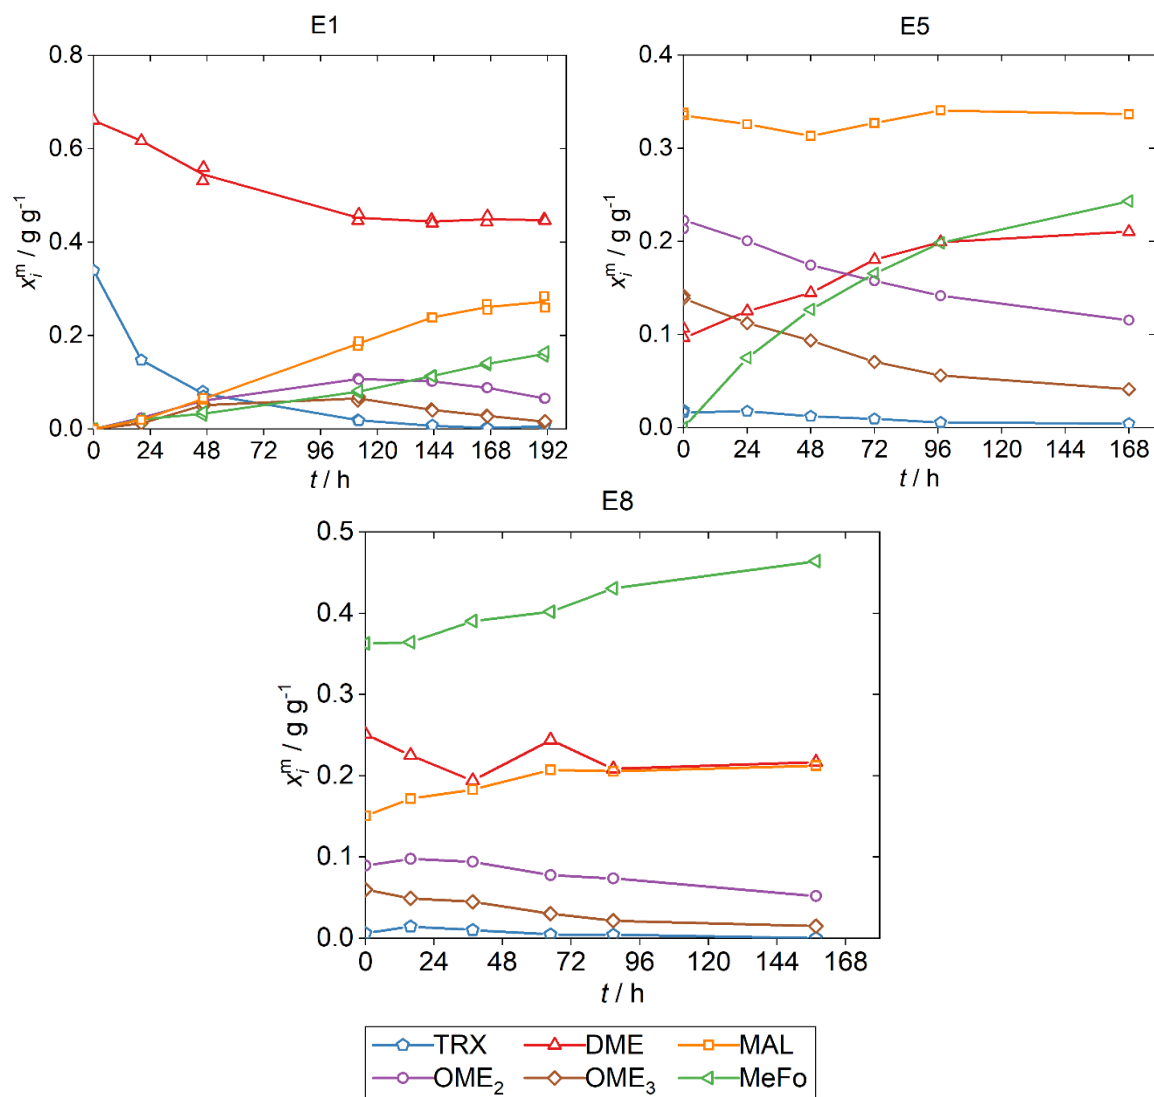 E1
E5
0.8
0.6
0.4
0.2
0.0
x_i^m / g g^-1
0 24 48 72 96 120 144 168 192
t / h
0.4
0.3
0.2
0.1
0.0
x_i^m / g g^-1
0 24 48 72 96 120 144 168
t / h
E8
0.5
0.4
0.3
0.2
0.1
0.0
x_i^m / g g^-1
0 24 48 72 96 120 144 168
t / h
TRX DME MAL
OME₂ OME₃ MeFo